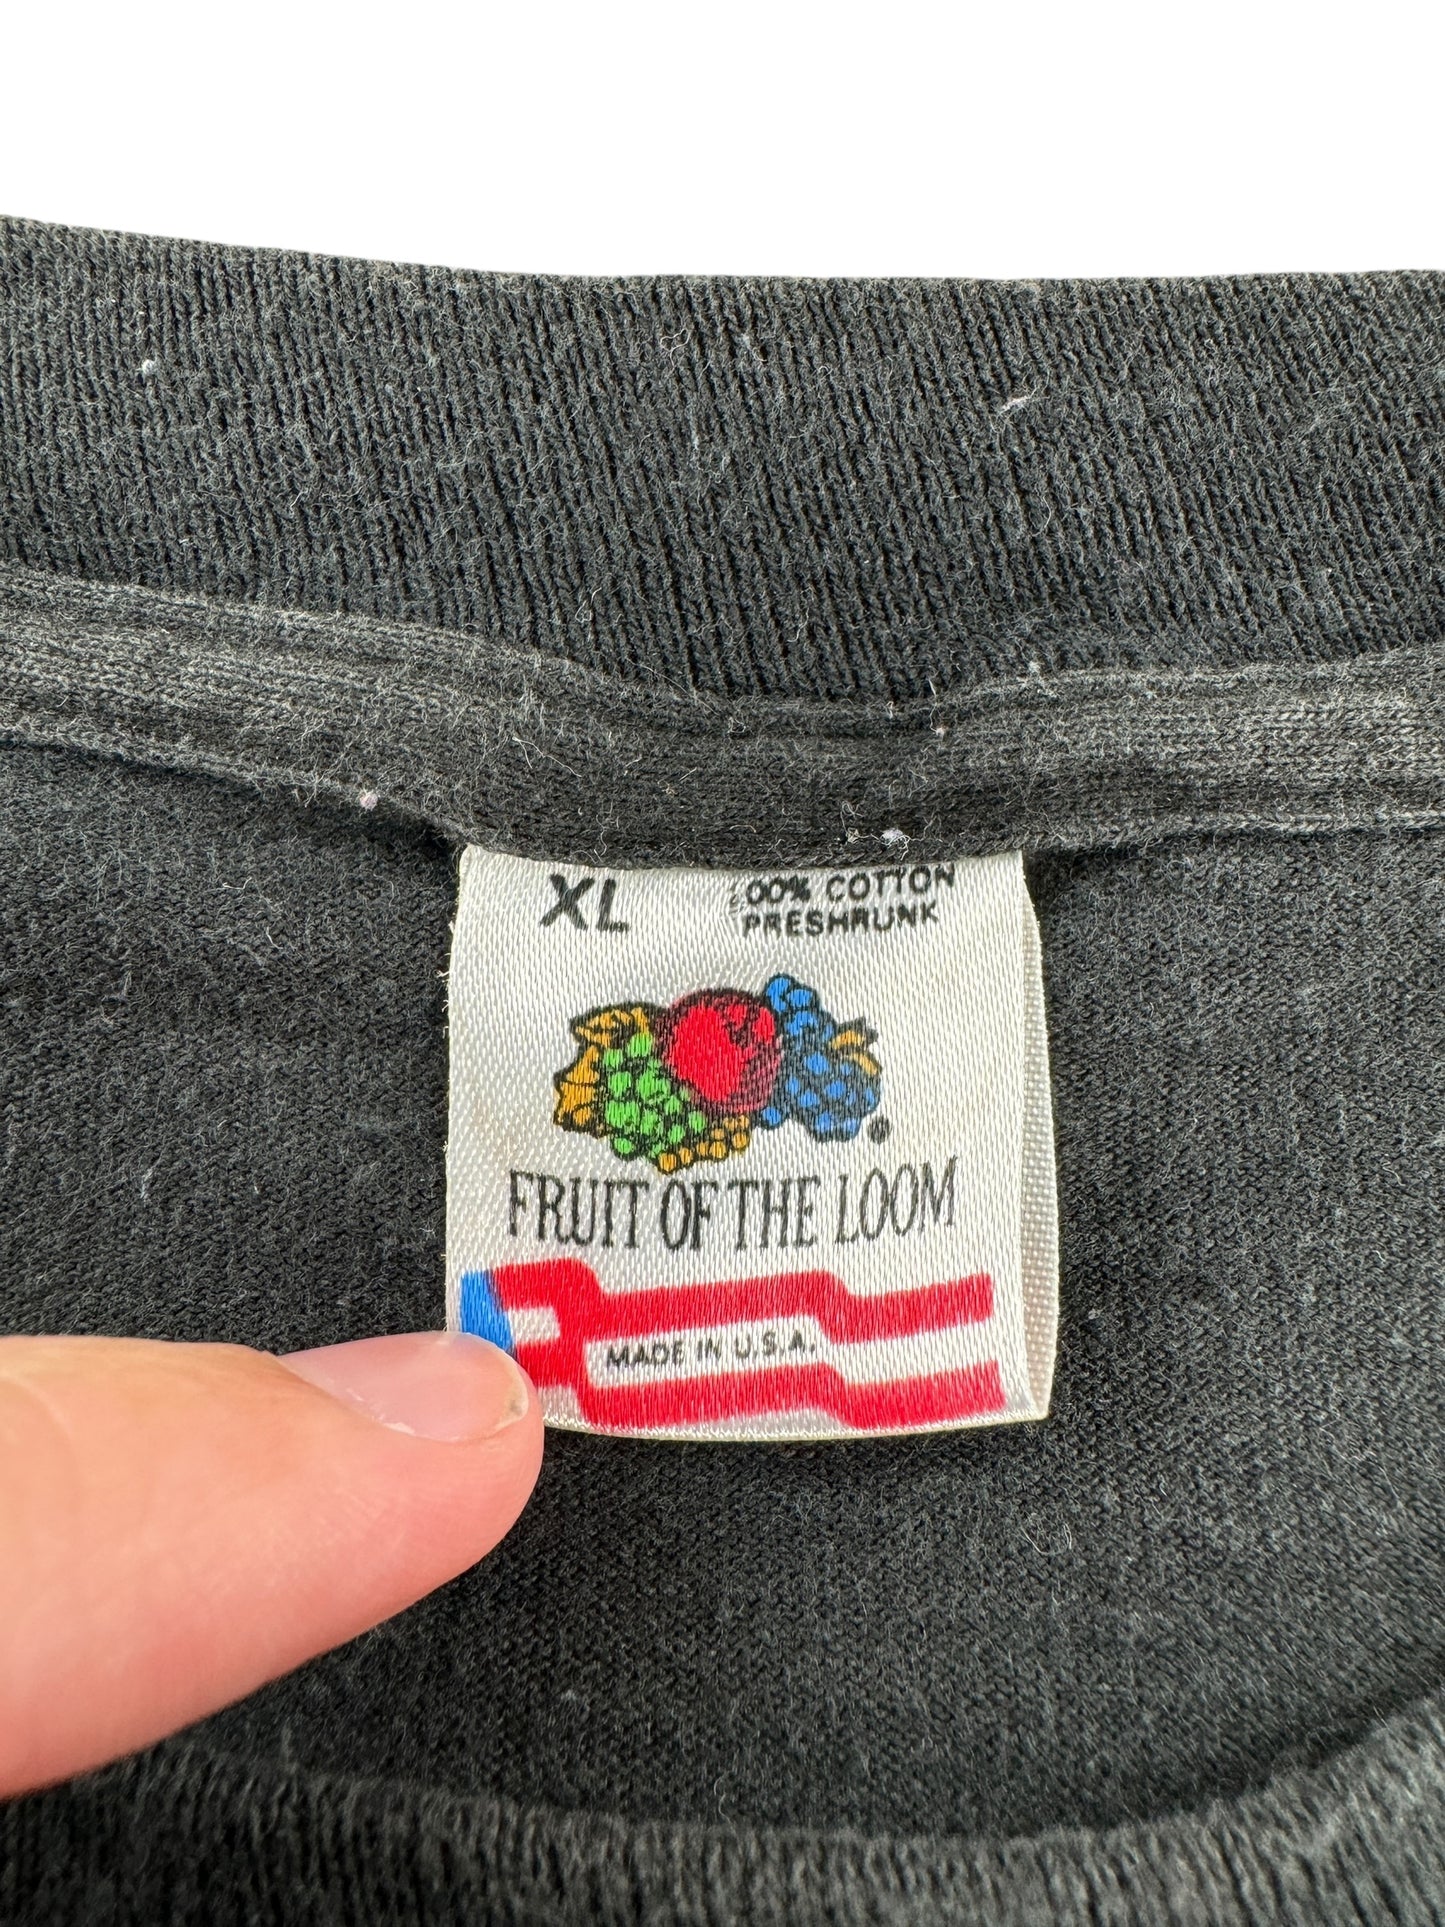 XL
100% COTTON
PRESHRUNK
FRUIT OF THE LOOM
MADE IN U.S.A.